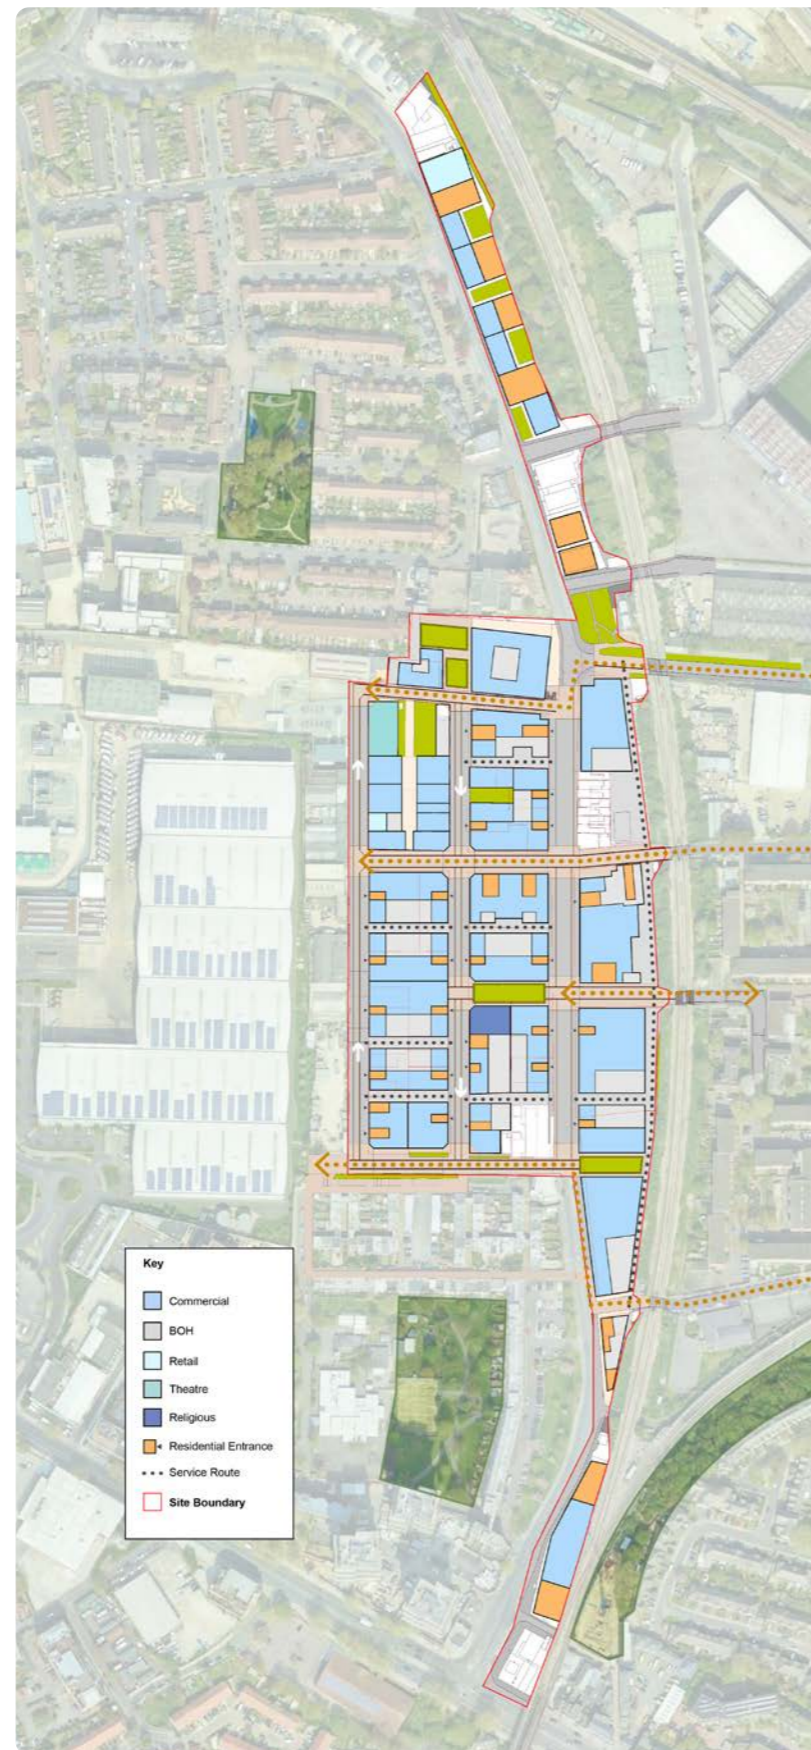 Key
Commercial
BOH
Retail
Theatre
Religious
Residential Entrance
Service Route
Site Boundary